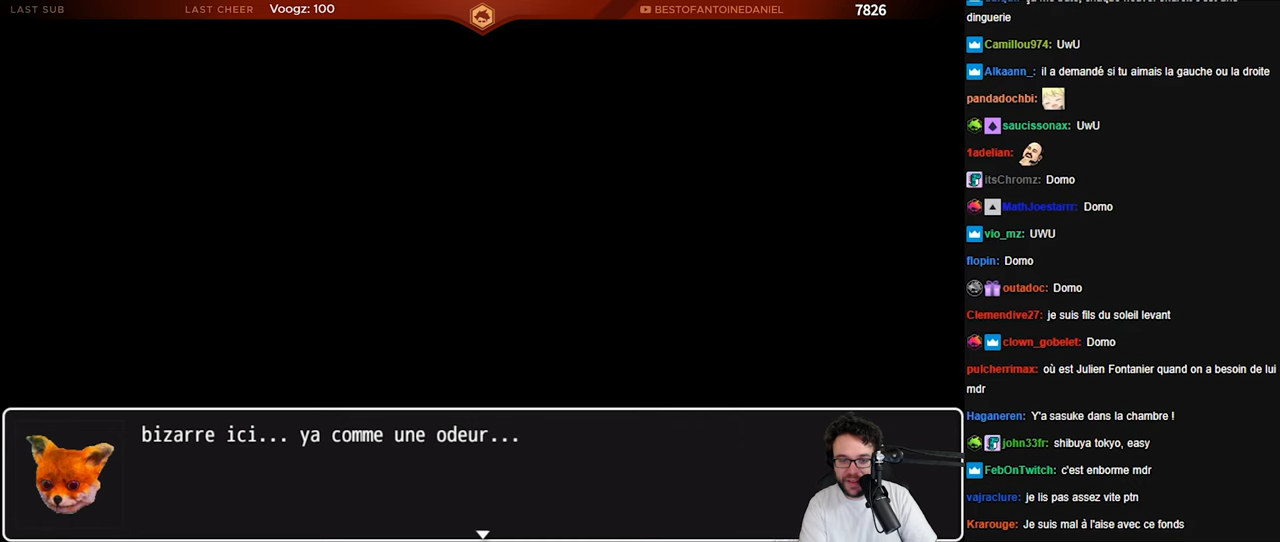 LAST SUB
LAST CHEER Voogz: 100
BESTOFANTOINEDANIEL
7826
dinguerie
Camillou974: UwU
Alkaann_: il a demandé si tu aimais la gauche ou la droite
pandadochbi:
saucissonax: UwU
1adelian:
itsChromz: Domo
MathJoestarrr: Domo
vio_mz: UWU
flopin: Domo
outadoc: Domo
Clemendive27: je suis fils du soleil levant
clown_gobelet: Domo
pulcherrimax: où est Julien Fontanier quand on a besoin de lui
mdr
Haganeren: Y'a sasuke dans la chambre !
john33fr: shibuya tokyo, easy
FebOnTwitch: c'est enborme mdr
vajraclure: je lis pas assez vite ptn
Krarouge: Je suis mal à l'aise avec ce fonds
bizarre ici... ya comme une odeur...